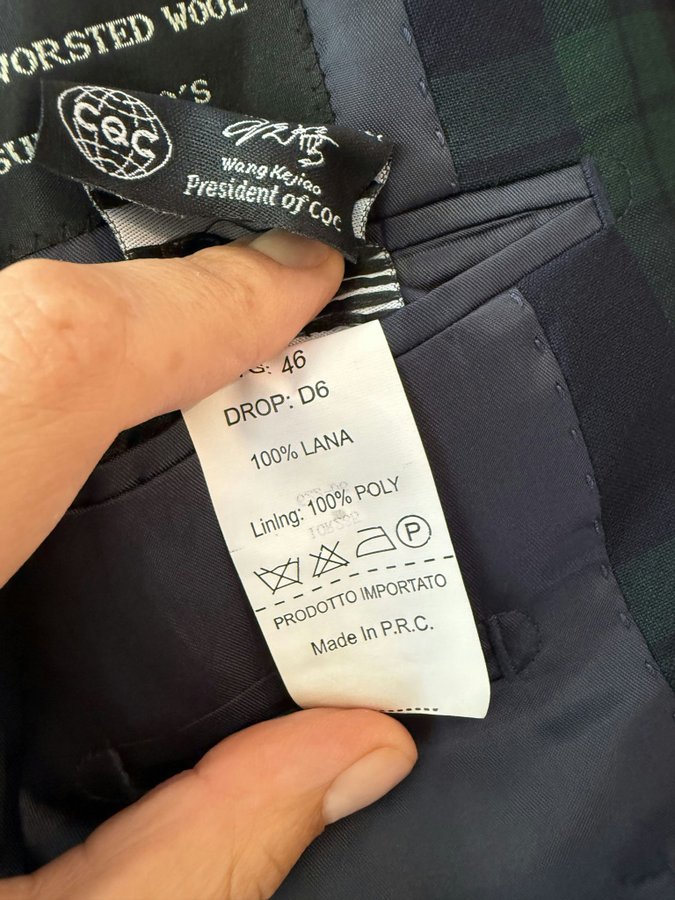 WORSTED WOOL
CQC
Wang Kejiao
President of CQC
46
DROP: D6
100% LANA
Lining: 100% POLY
P
PRODOTTO IMPORTATO
Made In P.R.C.